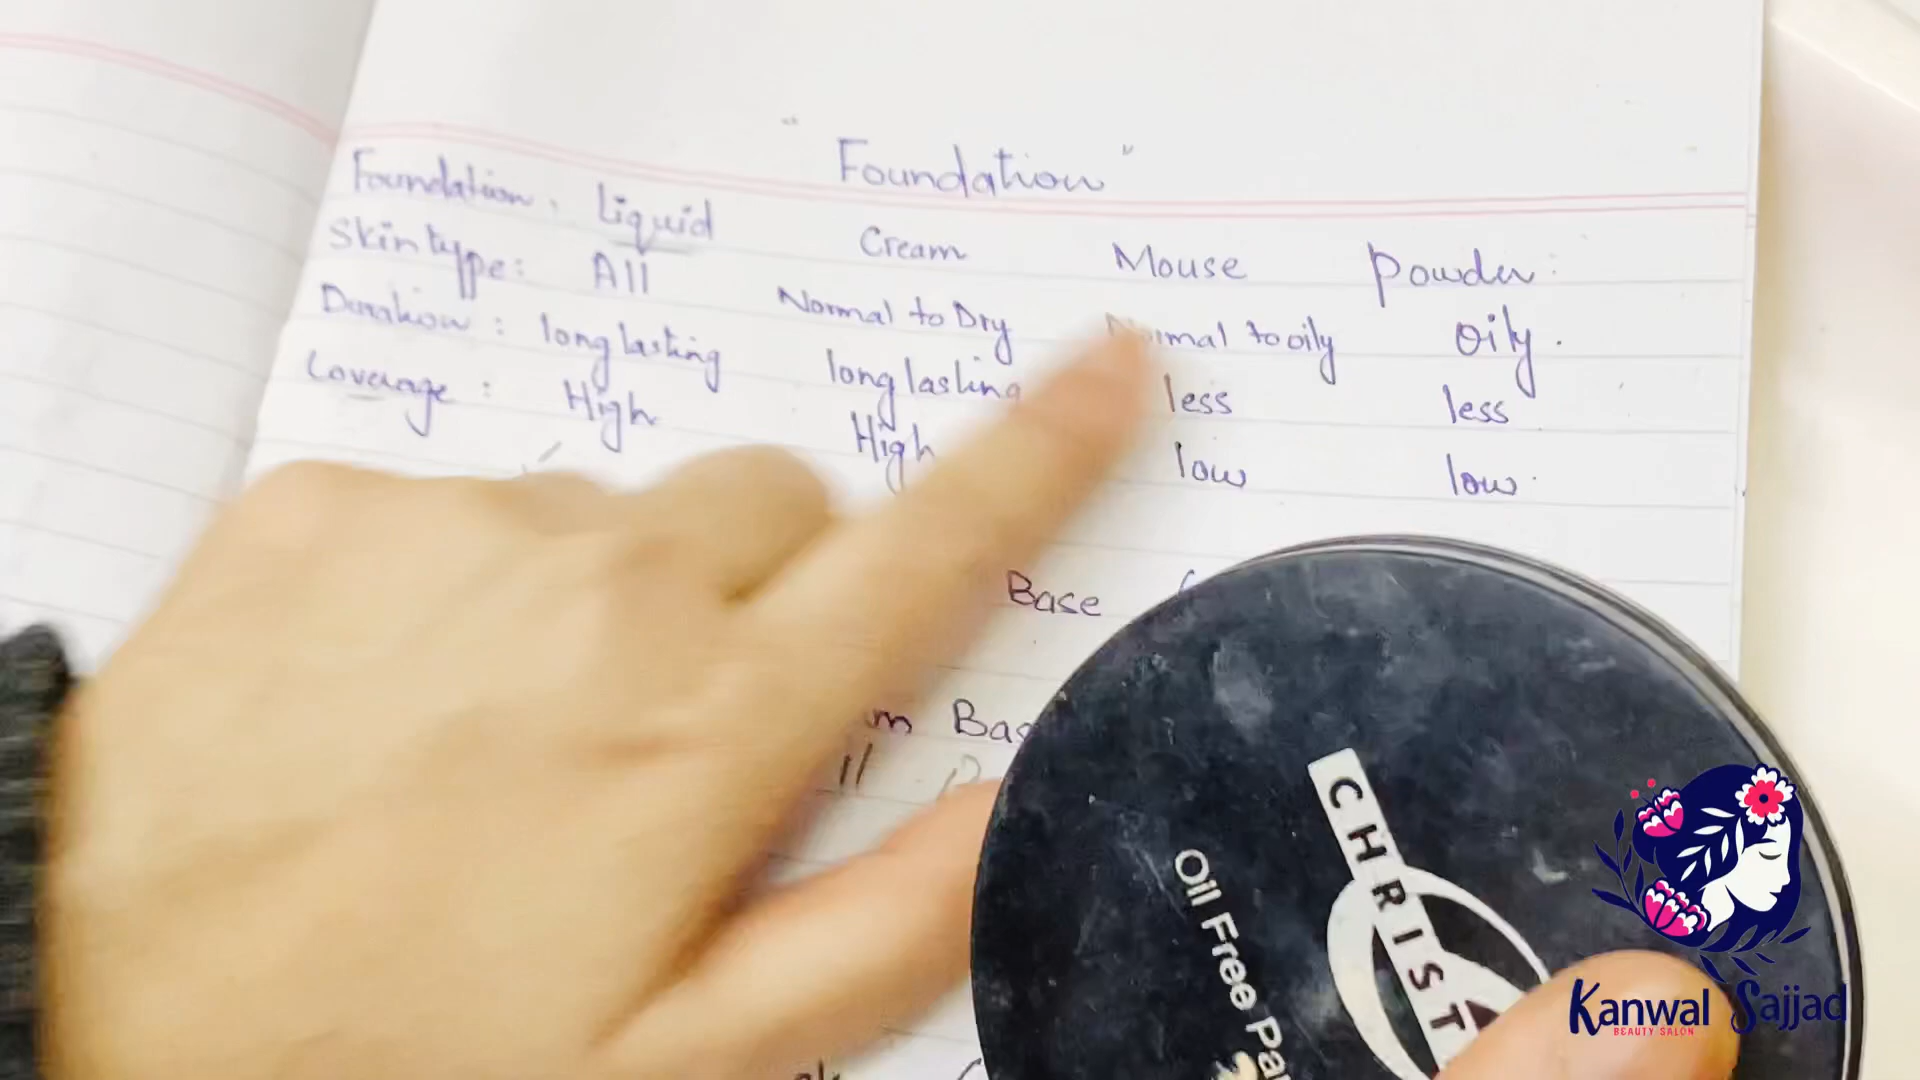 " Foundation "
Foundation: Liquid Cream Mouse Powder:
Skin type: All Normal to Dry Normal to oily oily.
Duration: long lasting long lasting less less
Coverage: High High low low.
Base
Bas
CHRIST
Oil Free Pa
Kanwal Sajjad
BEAUTY SALON